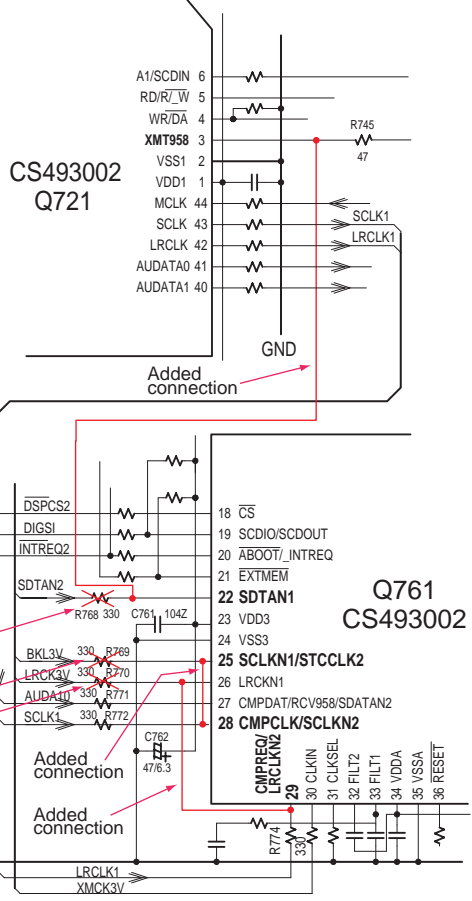 A1/SCDIN 6
RD/R/_W 5
WR/DA 4
XMT958 3
R745
47
VSS1 2
CS493002
Q721
VDD1 1
MCLK 44
SCLK 43
SCLK1
LRCLK 42
LRCLK1
AUDATA0 41
AUDATA1 40
GND
Added
connection
DSPCS2
18 CS
DIGSI
19 SCDIO/SCDOUT
INTREQ2
20 ABOOT/_INTREQ
21 EXTMEM
SDTAN2
22 SDTAN1
Q761
CS493002
R768 330
C761 104Z
23 VDD3
24 VSS3
BKL3V 330 R769
25 SCLKN1/STCCLK2
LRCK3V 330 R770
26 LRCKN1
AUDATO 330 R771
27 CMPDAT/RCV958/SDATAN2
SCLK1 330 R772
28 CMPCLK/SCLKN2
C762
47/6.3
Added
connection
Added
connection
CMPREQ/
LRCLKN2
29
30 CLKIN
31 CLKSEL
32 FILT2
33 FILT1
34 VDDA
35 VSSA
36 RESET
R774
330
LRCLK1
XMCK3V